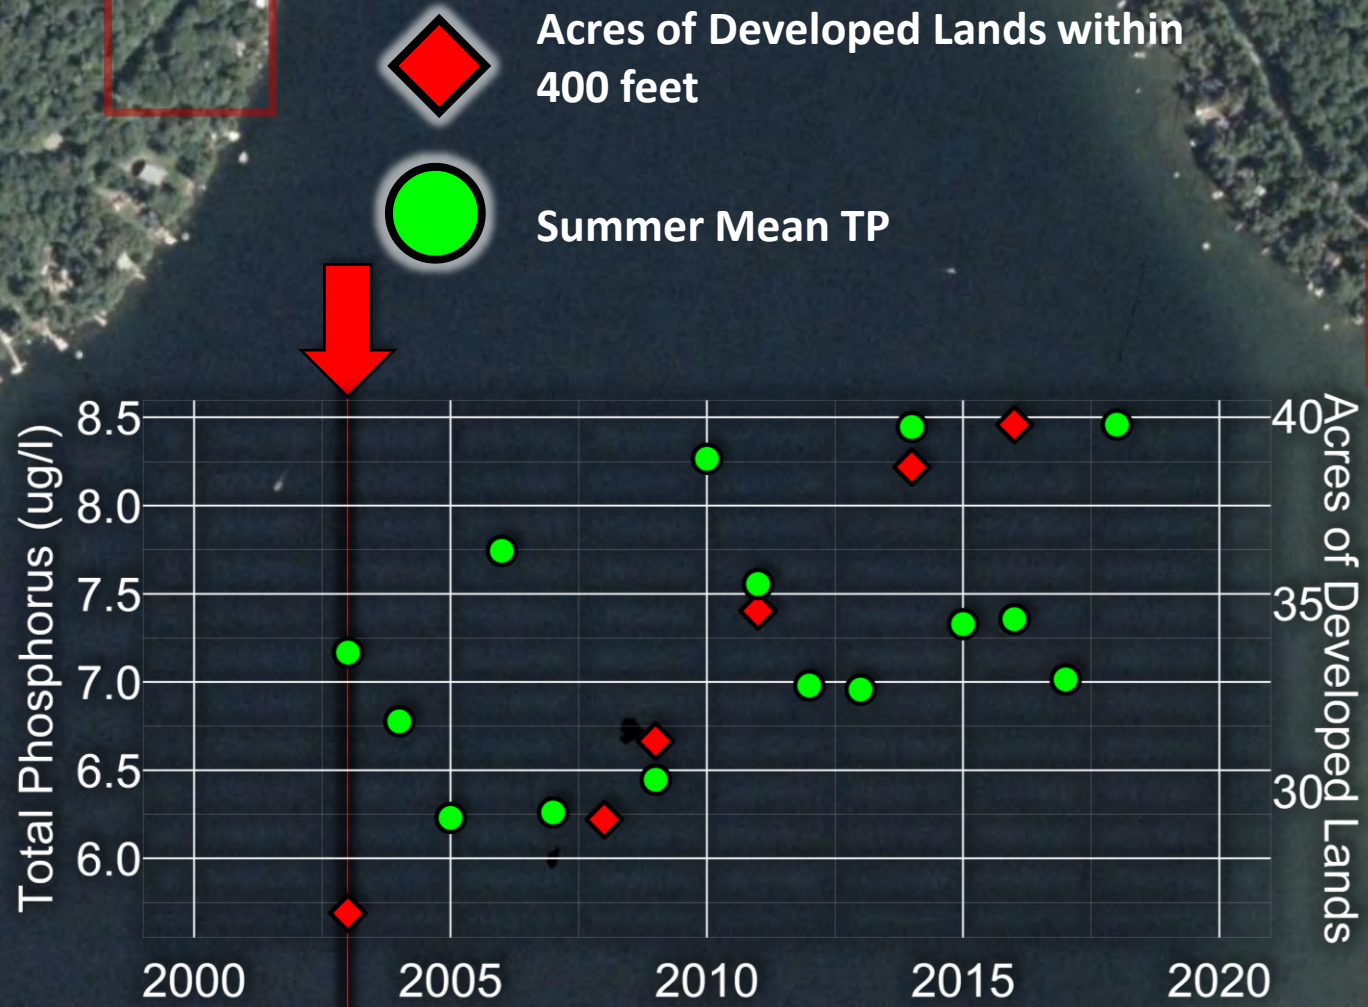 Acres of Developed Lands within
400 feet
Summer Mean TP
Total Phosphorus (ug/l)
8.5
8.0
7.5
7.0
6.5
6.0
40
35
30
Acres of Developed Lands
2000
2005
2010
2015
2020